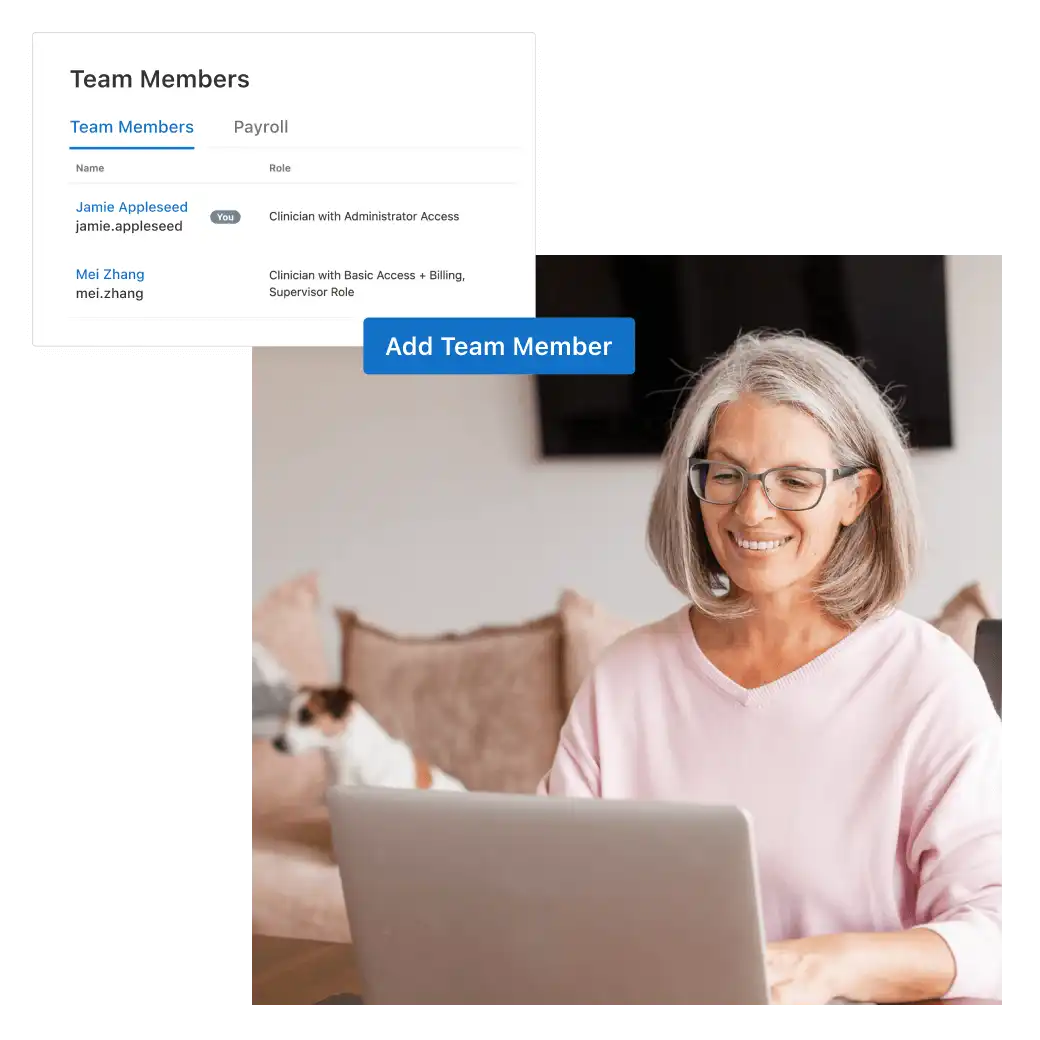 Team Members
Team Members Payroll
Name Role
Jamie Appleseed
jamie.appleseed
You
Clinician with Administrator Access
Mei Zhang
mei.zhang
Clinician with Basic Access + Billing,
Supervisor Role
Add Team Member